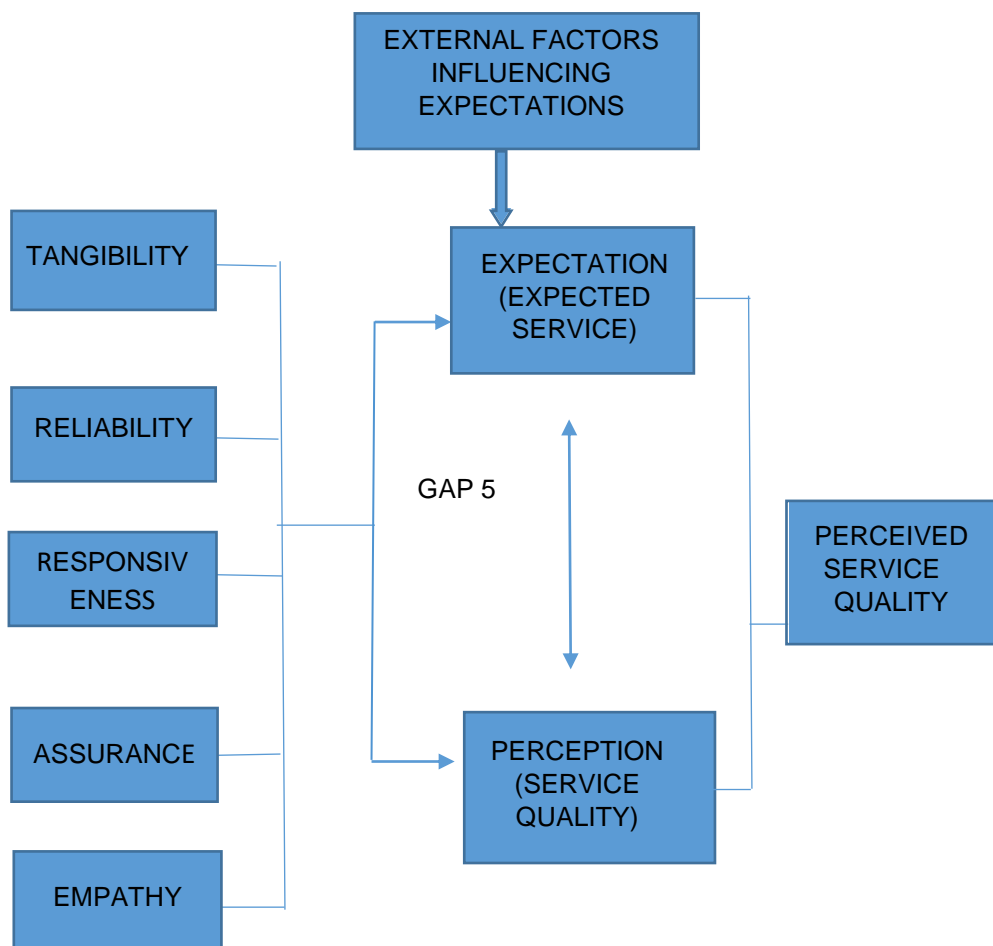 EXTERNAL FACTORS
INFLUENCING
EXPECTATIONS
TANGIBILITY
EXPECTATION
(EXPECTED
SERVICE)
RELIABILITY
GAP 5
RESPONSIV
ENESS
PERCEIVED
SERVICE
QUALITY
ASSURANCE
PERCEPTION
(SERVICE
QUALITY)
EMPATHY